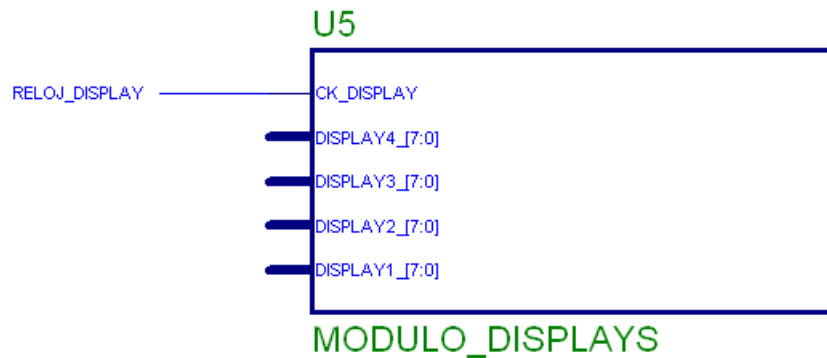 U5
RELOJ_DISPLAY CK_DISPLAY
DISPLAY4_[7:0]
DISPLAY3_[7:0]
DISPLAY2_[7:0]
DISPLAY1_[7:0]
MODULO_DISPLAYS